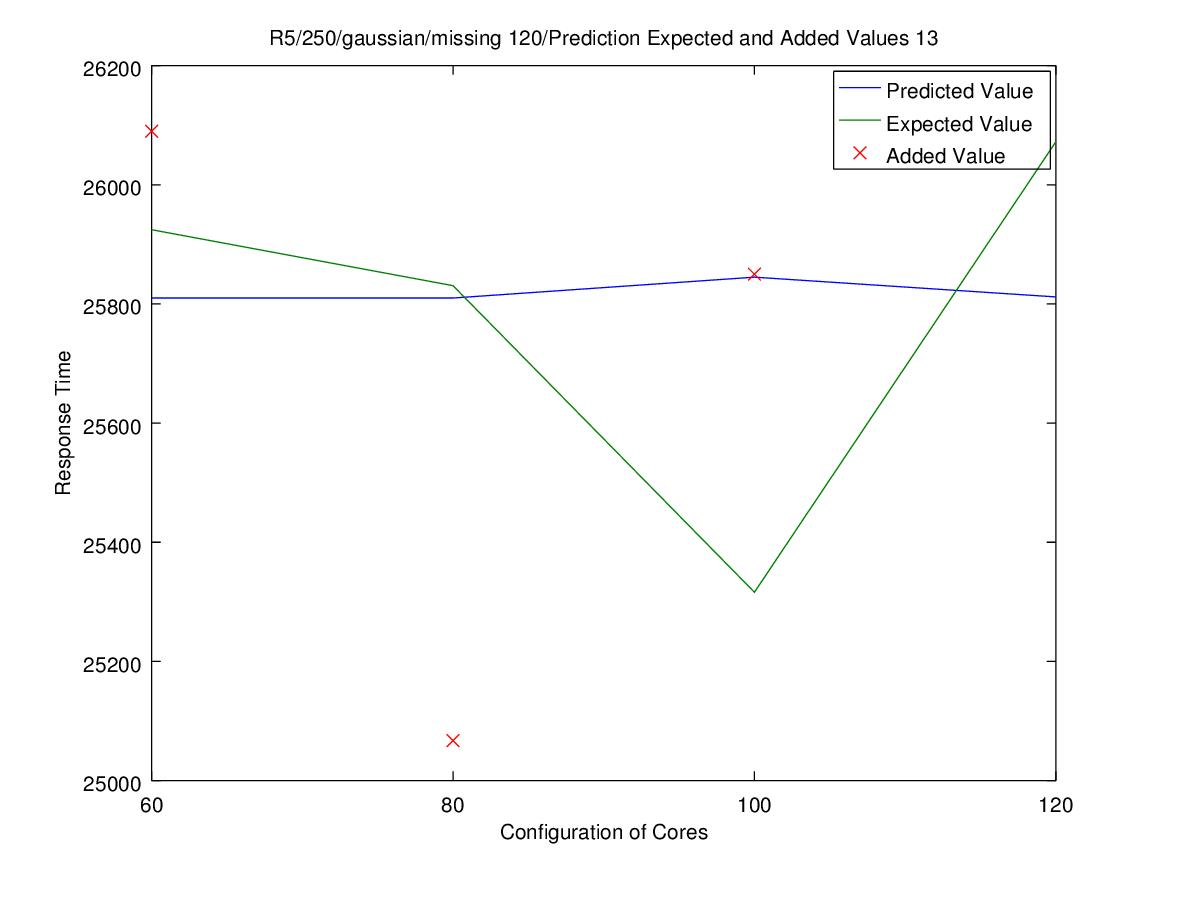 R5/250/gaussian/missing 120/Prediction Expected and Added Values 13
26200
26000
25800
25600
25400
25200
25000
Response Time
Predicted Value
Expected Value
Added Value
60 80 100 120
Configuration of Cores